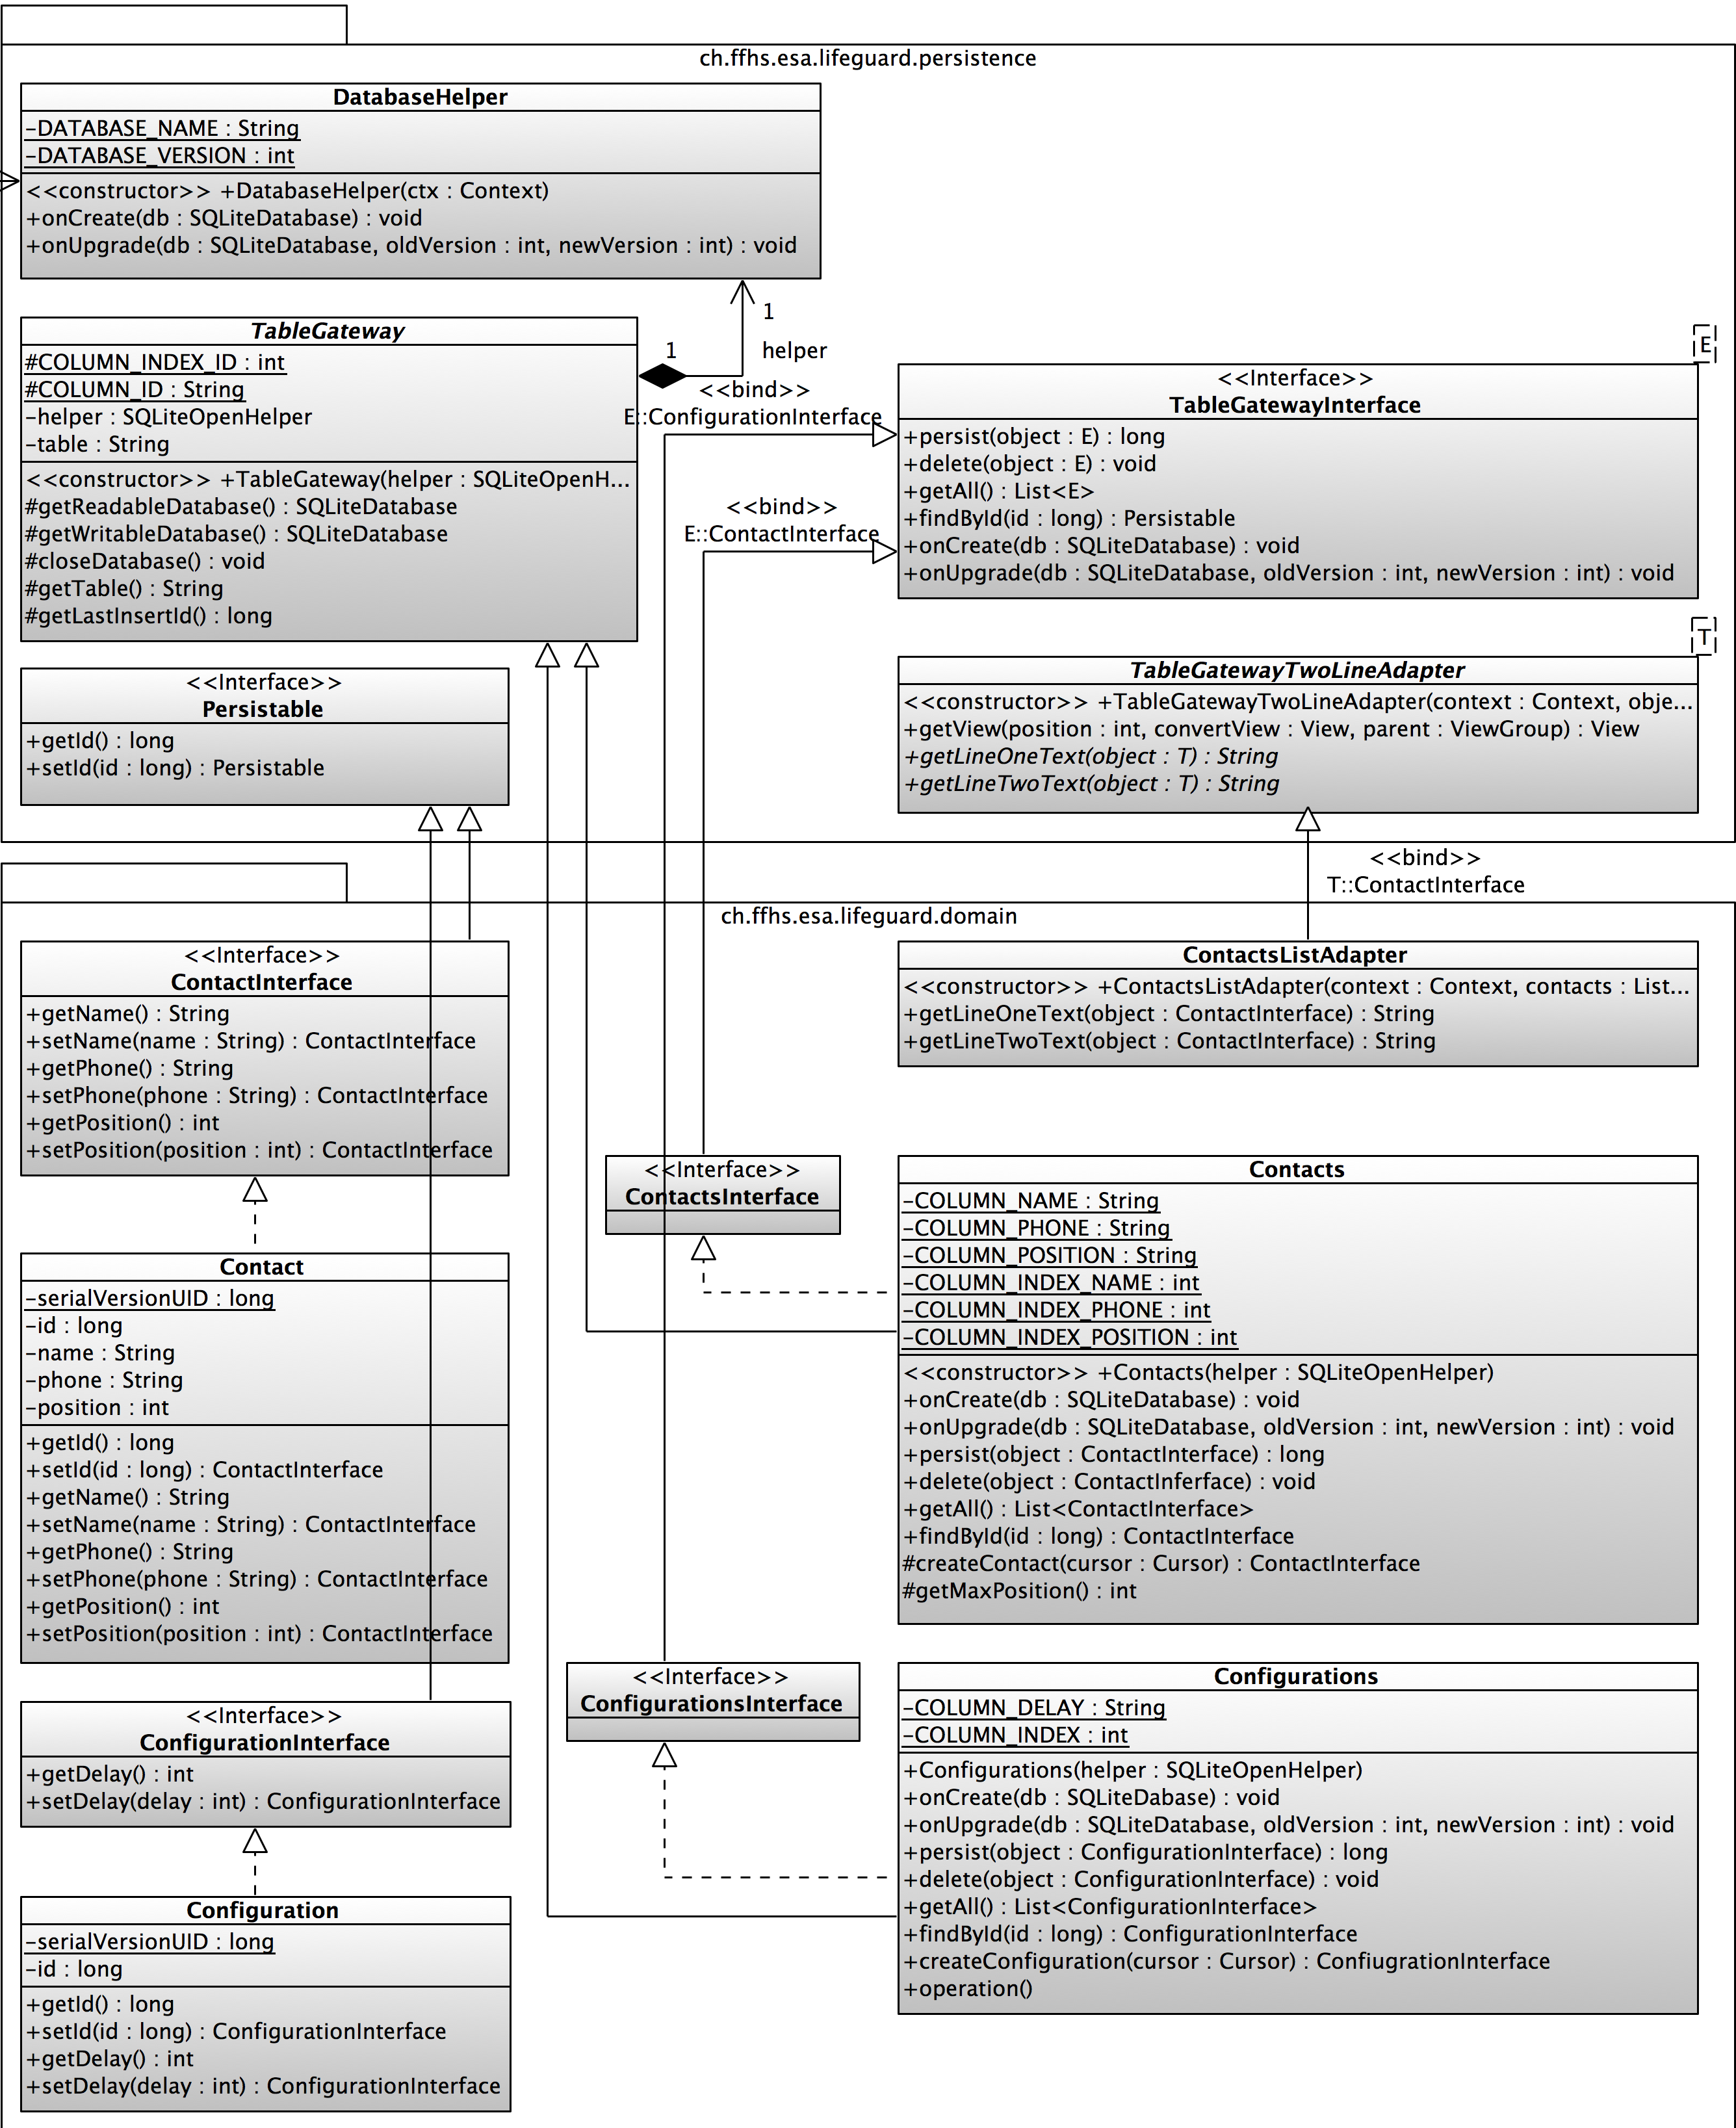 ch.ffhs.esa.lifeguard.persistence
DatabaseHelper
-DATABASE_NAME : String
-DATABASE_VERSION : int
<<constructor>> +DatabaseHelper(ctx : Context)
+onCreate(db : SQLiteDatabase) : void
+onUpgrade(db : SQLiteDatabase, oldVersion : int, newVersion : int) : void
1
helper
1
TableGateway
#COLUMN_INDEX_ID : int
#COLUMN_ID : String
-helper : SQLiteOpenHelper
-table : String
<<constructor>> +TableGateway(helper : SQLiteOpenH...
#getReadableDatabase() : SQLiteDatabase
#getWritableDatabase() : SQLiteDatabase
#closeDatabase() : void
#getTable() : String
#getLastInsertId() : long
<<bind>>
E::ConfigurationInterface
<<bind>>
E::ContactInterface
E
<<Interface>>
TableGatewayInterface
+persist(object : E) : long
+delete(object : E) : void
+getAll() : List<E>
+findById(id : long) : Persistable
+onCreate(db : SQLiteDatabase) : void
+onUpgrade(db : SQLiteDatabase, oldVersion : int, newVersion : int) : void
<<Interface>>
Persistable
+getId() : long
+setId(id : long) : Persistable
T
TableGatewayTwoLineAdapter
<<constructor>> +TableGatewayTwoLineAdapter(context : Context, obje...
+getView(position : int, convertView : View, parent : ViewGroup) : View
+getLineOneText(object : T) : String
+getLineTwoText(object : T) : String
<<bind>>
T::ContactInterface
ch.ffhs.esa.lifeguard.domain
<<Interface>>
ContactInterface
+getName() : String
+setName(name : String) : ContactInterface
+getPhone() : String
+setPhone(phone : String) : ContactInterface
+getPosition() : int
+setPosition(position : int) : ContactInterface
ContactsListAdapter
<<constructor>> +ContactsListAdapter(context : Context, contacts : List...
+getLineOneText(object : ContactInterface) : String
+getLineTwoText(object : ContactInterface) : String
<<Interface>>
ContactsInterface
Contacts
-COLUMN_NAME : String
-COLUMN_PHONE : String
-COLUMN_POSITION : String
-COLUMN_INDEX_NAME : int
-COLUMN_INDEX_PHONE : int
-COLUMN_INDEX_POSITION : int
<<constructor>> +Contacts(helper : SQLiteOpenHelper)
+onCreate(db : SQLiteDatabase) : void
+onUpgrade(db : SQLiteDatabase, oldVersion : int, newVersion : int) : void
+persist(object : ContactInterface) : long
+delete(object : ContactInferface) : void
+getAll() : List<ContactInterface>
+findById(id : long) : ContactInterface
#createContact(cursor : Cursor) : ContactInterface
#getMaxPosition() : int
Contact
-serialVersionUID : long
-id : long
-name : String
-phone : String
-position : int
+getId() : long
+setId(id : long) : ContactInterface
+getName() : String
+setName(name : String) : ContactInterface
+getPhone() : String
+setPhone(phone : String) : ContactInterface
+getPosition() : int
+setPosition(position : int) : ContactInterface
<<Interface>>
ConfigurationsInterface
Configurations
-COLUMN_DELAY : String
-COLUMN_INDEX : int
+Configurations(helper : SQLiteOpenHelper)
+onCreate(db : SQLiteDabase) : void
+onUpgrade(db : SQLiteDatabase, oldVersion : int, newVersion : int) : void
+persist(object : ConfigurationInterface) : long
+delete(object : ConfigurationInterface) : void
+getAll() : List<ConfigurationInterface>
+findById(id : long) : ConfigurationInterface
+createConfiguration(cursor : Cursor) : ConfiugrationInterface
+operation()
<<Interface>>
ConfigurationInterface
+getDelay() : int
+setDelay(delay : int) : ConfigurationInterface
Configuration
-serialVersionUID : long
-id : long
+getId() : long
+setId(id : long) : ConfigurationInterface
+getDelay() : int
+setDelay(delay : int) : ConfigurationInterface